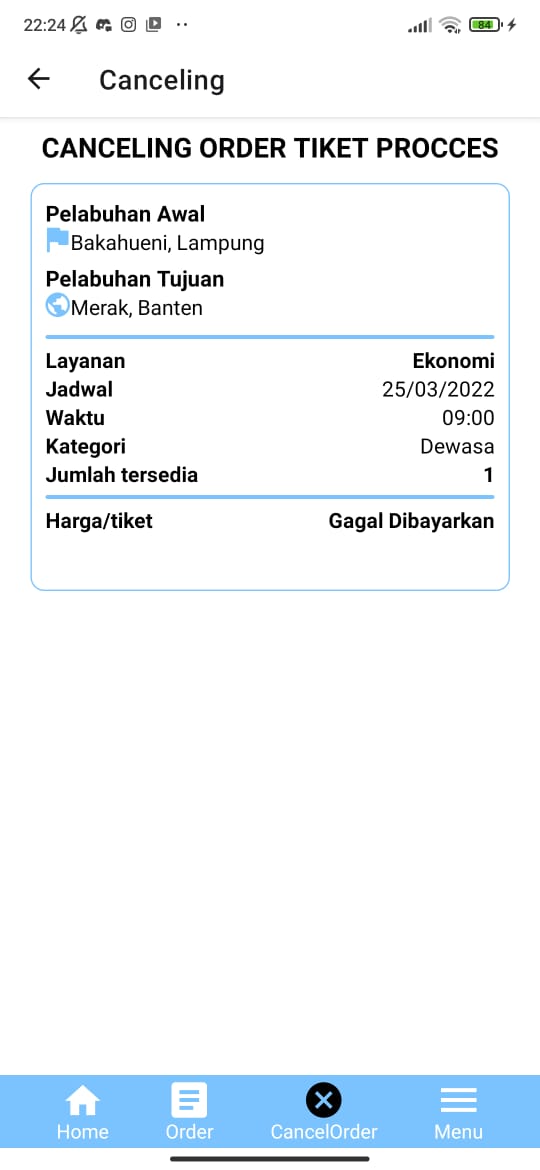 22:24
84
Canceling
CANCELING ORDER TIKET PROCCES
Pelabuhan Awal
Bakahueni, Lampung
Pelabuhan Tujuan
Merak, Banten
Layanan Ekonomi
Jadwal 25/03/2022
Waktu 09:00
Kategori Dewasa
Jumlah tersedia 1
Harga/tiket Gagal Dibayarkan
Home Order CancelOrder Menu